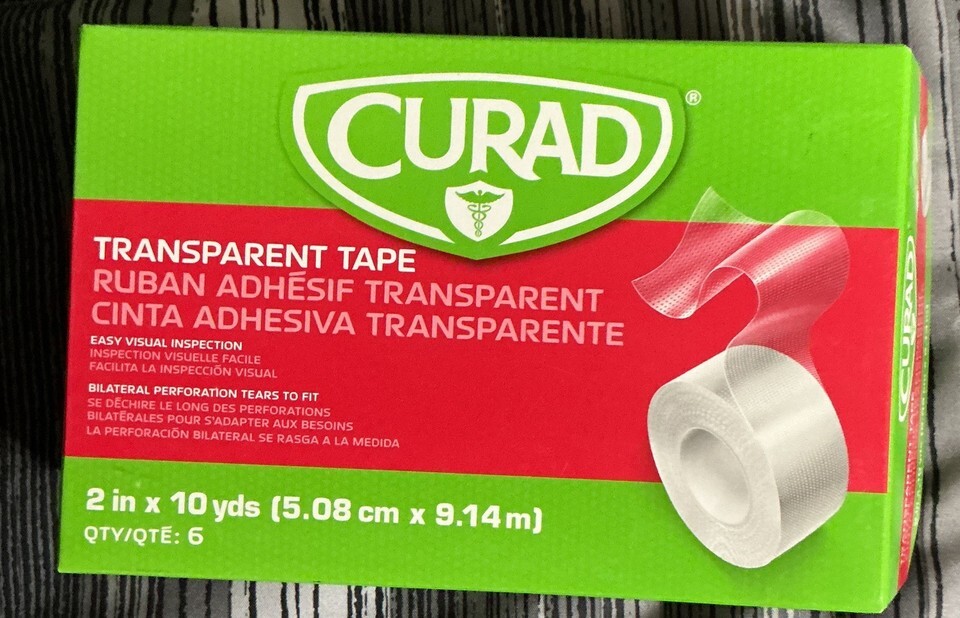 CURAD®
TRANSPARENT TAPE
RUBAN ADHÉSIF TRANSPARENT
CINTA ADHESIVA TRANSPARENTE
EASY VISUAL INSPECTION
INSPECTION VISUELLE FACILE
FACILITA LA INSPECCIÓN VISUAL
BILATERAL PERFORATION TEARS TO FIT
SE DÉCHIRE LE LONG DES PERFORATIONS
BILATÉRALES POUR S'ADAPTER AUX BESOINS
LA PERFORACIÓN BILATERAL SE RASGA A LA MEDIDA
2 in x 10 yds (5.08 cm x 9.14 m)
QTY/QTÉ: 6
CURAD